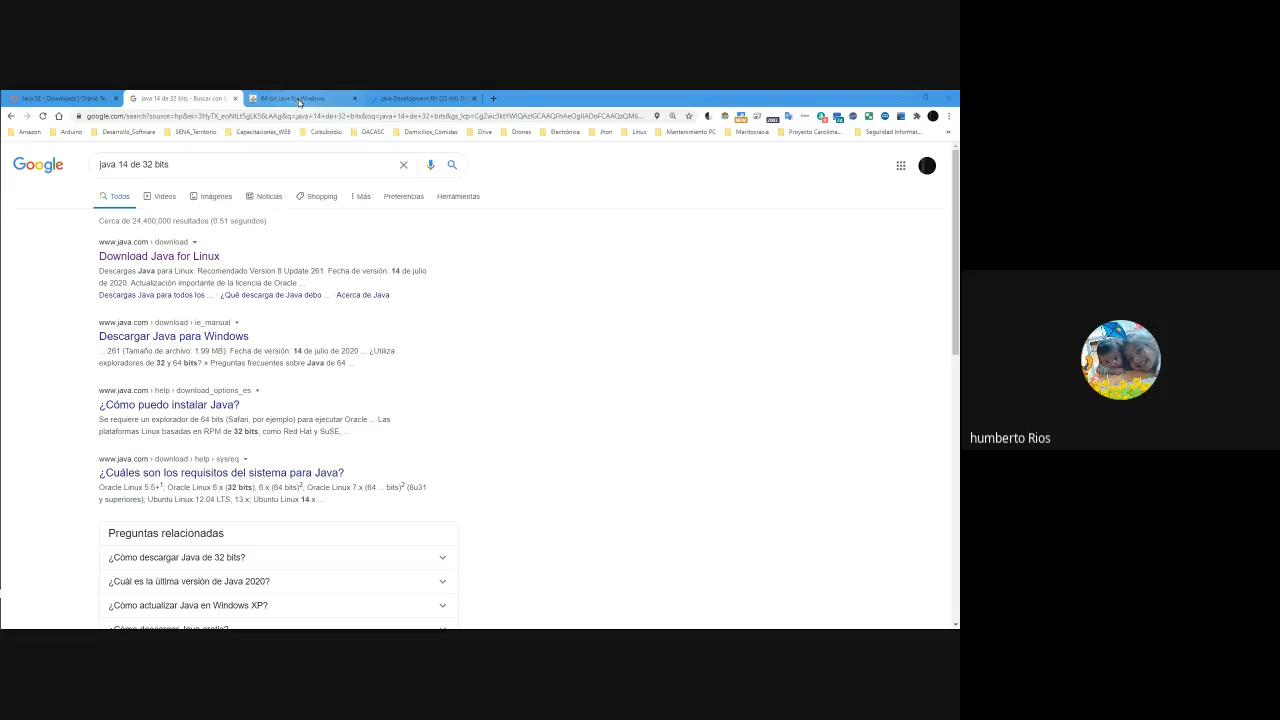 Java SE - Downloads | Oracle Te
java 14 de 32 bits - Buscar con G
64-bit Java for Windows
Java Development Kit (32-bit) D
google.com/search?source=hp&ei=
Amazon
Arduino
Desarrollo_Software
SENA_Territorio
Capacitaciones_WEB
Colsubsidio
DACASC
Domicilios_Comidas
Drive
Drones
Electrónica
Jhon
Linux
Mantenimiento PC
Meritocracia
Proyecto Carolima...
Seguridad Informát...
»
Google
java 14 de 32 bits
Todos
Videos
Imágenes
Noticias
Shopping
Más
Preferencias
Herramientas
Cerca de 24,400,000 resultados (0.51 segundos)
www.java.com › download
Download Java for Linux
Descargas Java para Linux. Recomendado Version 8 Update 261. Fecha de versión: 14 de julio
de 2020. Actualización importante de la licencia de Oracle ...
Descargas Java para todos los ... · ¿Qué descarga de Java debo ... · Acerca de Java
www.java.com › download › ie_manual
Descargar Java para Windows
... 261 (Tamaño de archivo: 1.99 MB). Fecha de versión: 14 de julio de 2020 ... ¿Utiliza
exploradores de 32 y 64 bits? » Preguntas frecuentes sobre Java de 64 ...
www.java.com › help › download_options_es
¿Cómo puedo instalar Java?
Se requiere un explorador de 64 bits (Safari, por ejemplo) para ejecutar Oracle ... Las
plataformas Linux basadas en RPM de 32 bits, como Red Hat y SuSE, ...
www.java.com › download › help › sysreq
¿Cuáles son los requisitos del sistema para Java?
Oracle Linux 5.5+1; Oracle Linux 6.x (32 bits), 6.x (64 bits)2; Oracle Linux 7.x (64 ... bits)2 (8u31
y superiores); Ubuntu Linux 12.04 LTS, 13.x; Ubuntu Linux 14.x ...
Preguntas relacionadas
¿Cómo descargar Java de 32 bits?
¿Cuál es la última versión de Java 2020?
¿Cómo actualizar Java en Windows XP?
¿Cómo descargar Java gratis?
humberto Rios